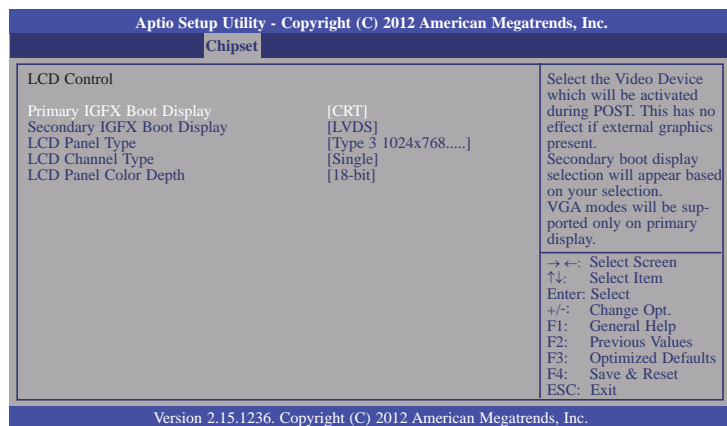 Aptio Setup Utility - Copyright (C) 2012 American Megatrends, Inc.
Chipset
LCD Control
Primary IGFX Boot Display [CRT]
Secondary IGFX Boot Display [LVDS]
LCD Panel Type [Type 3 1024x768.....]
LCD Channel Type [Single]
LCD Panel Color Depth [18-bit]
Select the Video Device
which will be activated
during POST. This has no
effect if external graphics
present.
Secondary boot display
selection will appear based
on your selection.
VGA modes will be sup-
ported only on primary
display.
→ ←: Select Screen
↑↓: Select Item
Enter: Select
+/-: Change Opt.
F1: General Help
F2: Previous Values
F3: Optimized Defaults
F4: Save & Reset
ESC: Exit
Version 2.15.1236. Copyright (C) 2012 American Megatrends, Inc.